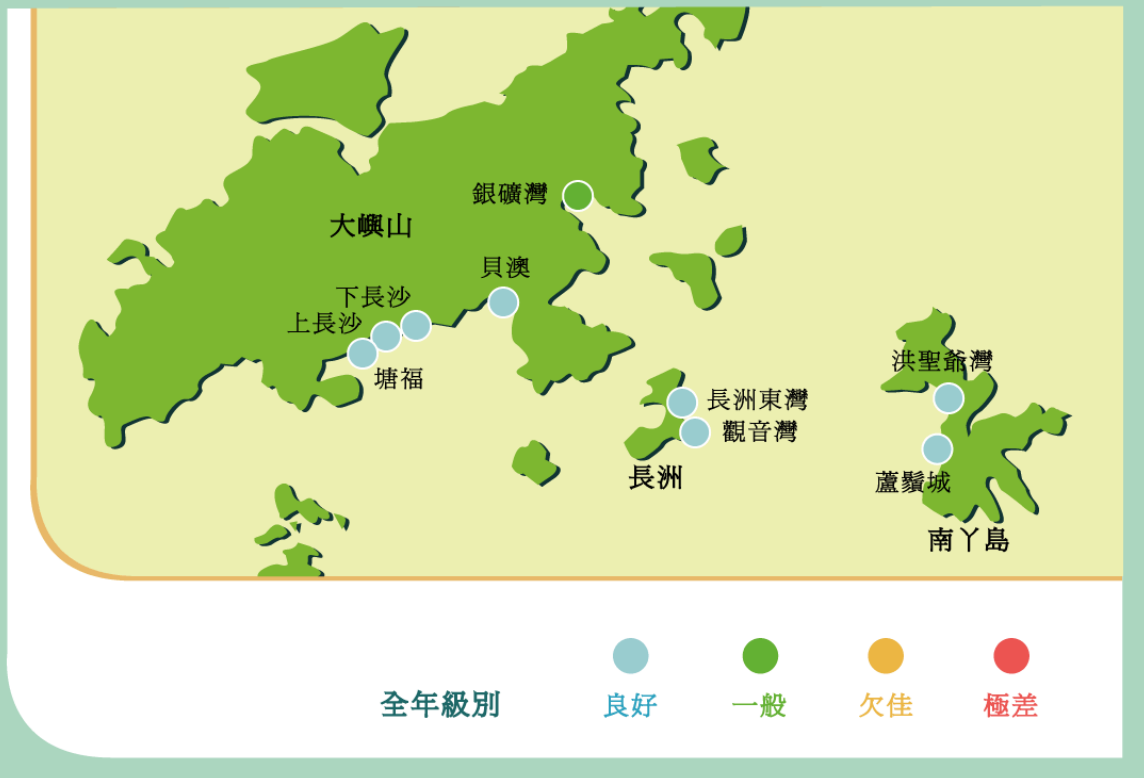 銀礦灣
大嶼山
貝澳
下長沙
上長沙
塘福
洪聖爺灣
長洲東灣
觀音灣
長洲
蘆鬚城
南丫島
全年級別
良好
一般
欠佳
極差